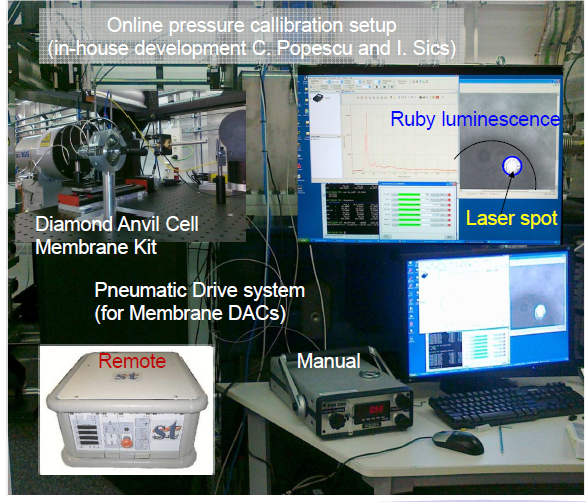 Online pressure callibration setup
(in-house development C. Popescu and I. Sics)
Ruby luminescence
Laser spot
Diamond Anvil Cell
Membrane Kit
Pneumatic Drive system
(for Membrane DACs)
Remote
Manual
st
st